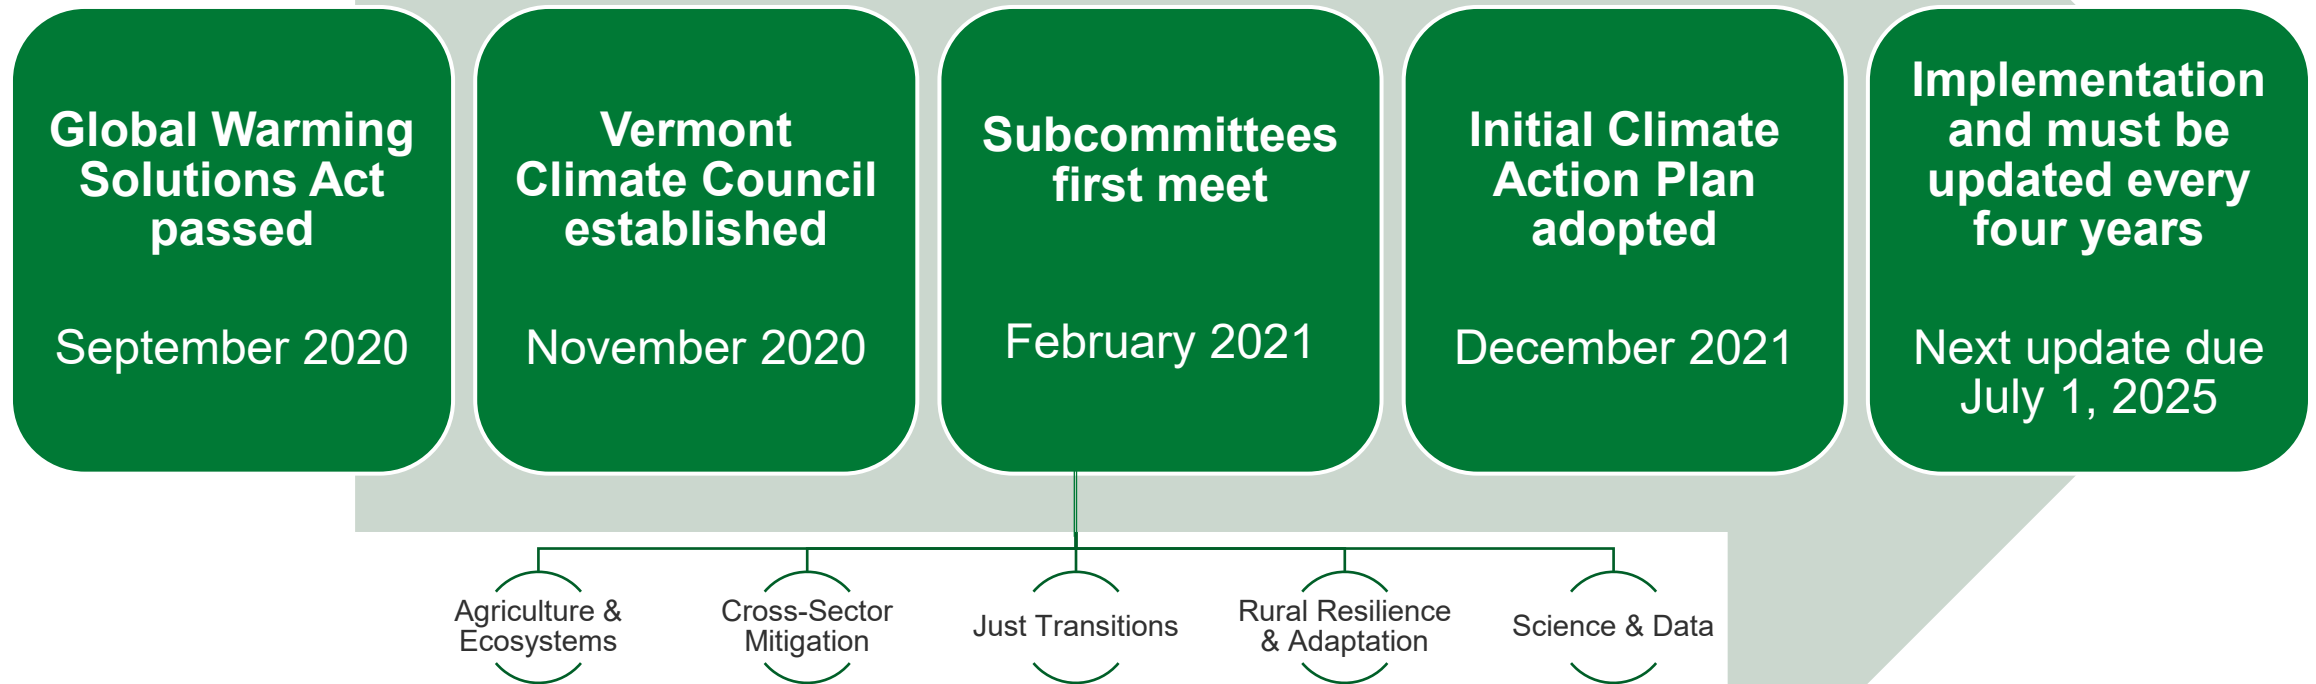 Global Warming
Solutions Act
passed
September 2020
Vermont
Climate Council
established
November 2020
Subcommittees
first meet
February 2021
Initial Climate
Action Plan
adopted
December 2021
Implementation
and must be
updated every
four years
Next update due
July 1, 2025
Agriculture &
Ecosystems
Cross-Sector
Mitigation
Just Transitions
Rural Resilience
& Adaptation
Science & Data